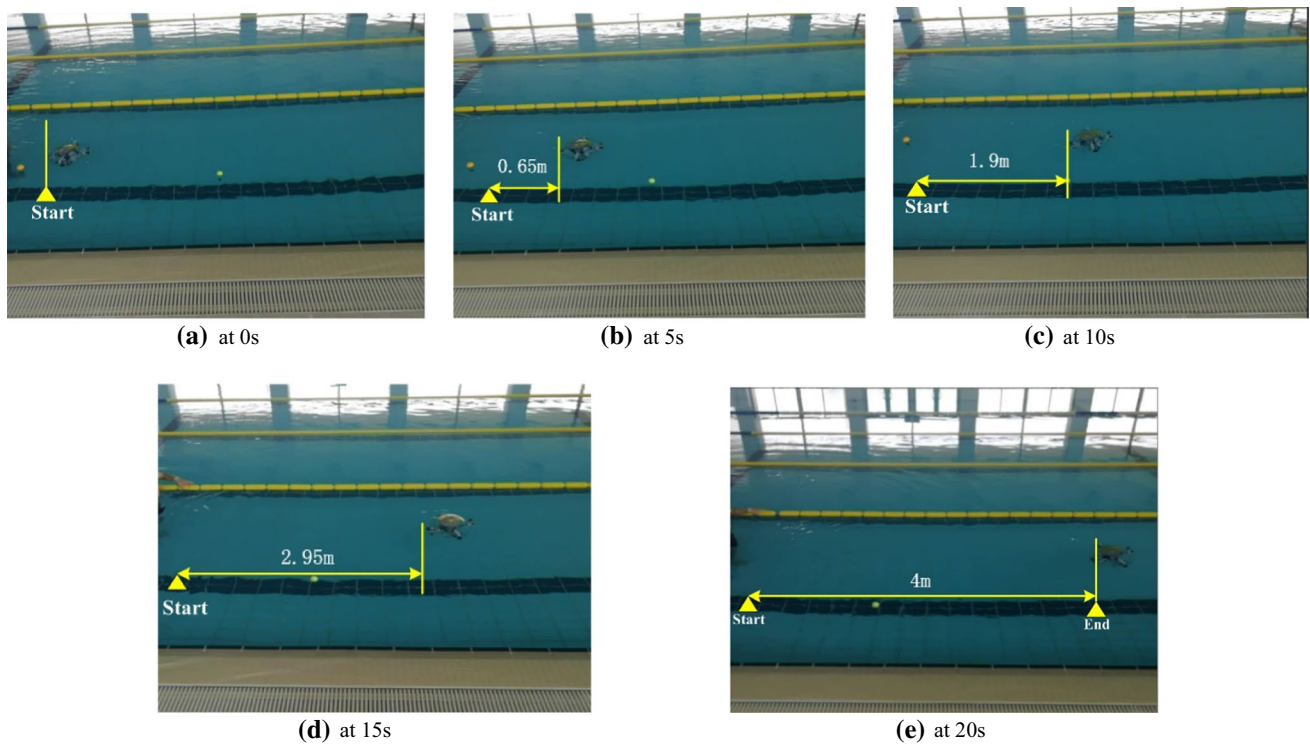 Start
0.65m
Start
1.9m
Start
(a) at 0s
(b) at 5s
(c) at 10s
2.95m
Start
4m
Start
End
(d) at 15s
(e) at 20s